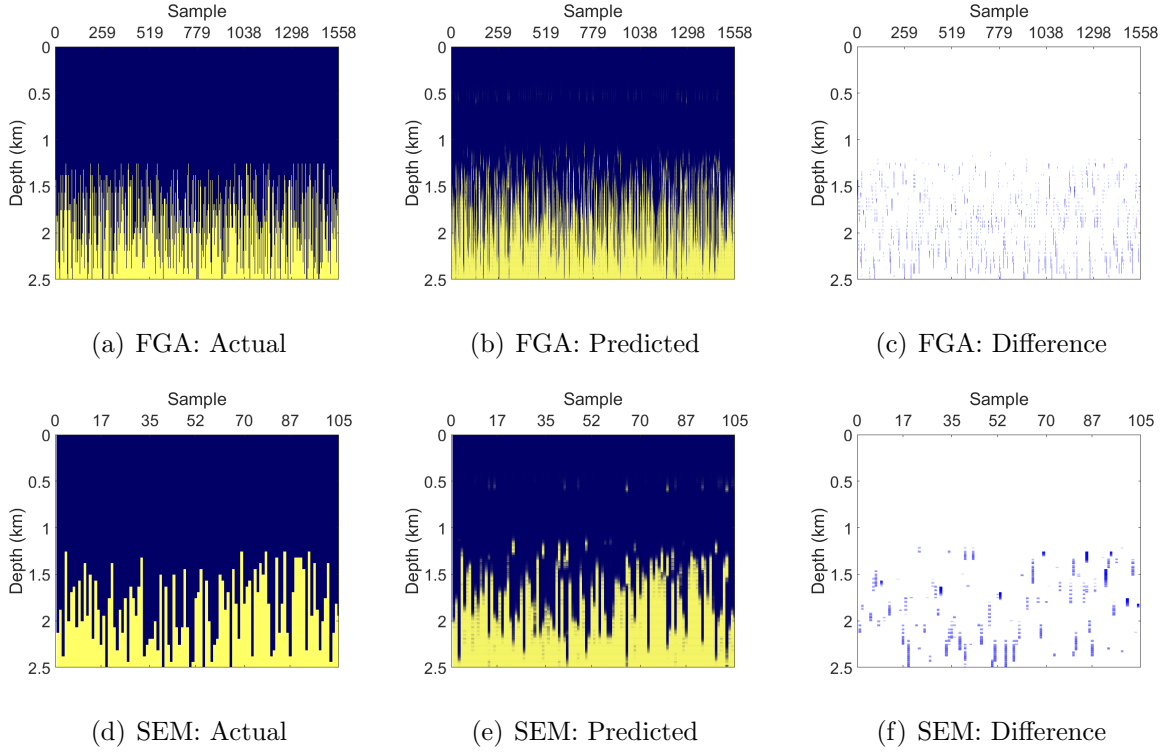 Sample Sample Sample
0 259 519 779 1038 1298 1558 0 259 519 779 1038 1298 1558 0 259 519 779 1038 1298 1558
Depth (km) Depth (km) Depth (km)
0 0 0
0.5 0.5 0.5
1 1 1
1.5 1.5 1.5
2 2 2
2.5 2.5 2.5
(a) FGA: Actual (b) FGA: Predicted (c) FGA: Difference
Sample Sample Sample
0 17 35 52 70 87 105 0 17 35 52 70 87 105 0 17 35 52 70 87 105
Depth (km) Depth (km) Depth (km)
0 0 0
0.5 0.5 0.5
1 1 1
1.5 1.5 1.5
2 2 2
2.5 2.5 2.5
(d) SEM: Actual (e) SEM: Predicted (f) SEM: Difference